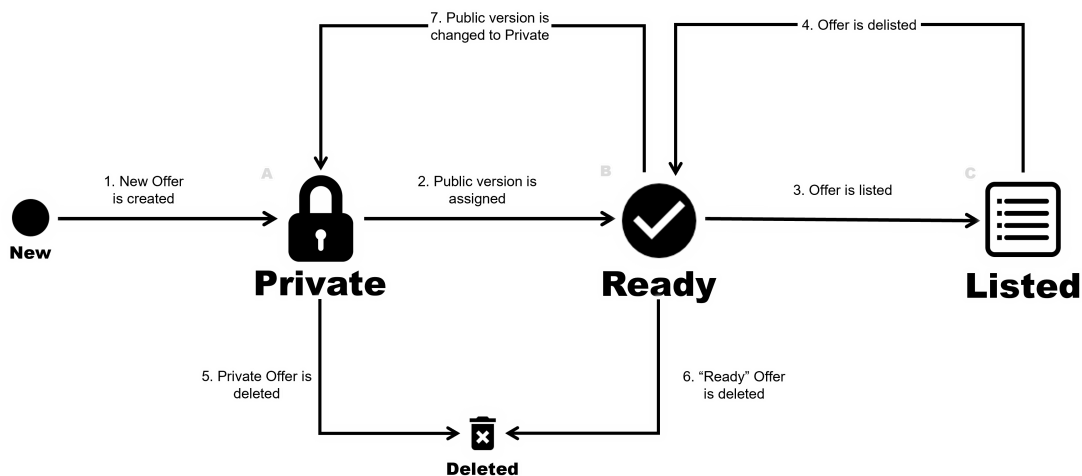 7. Public version is
changed to Private
4. Offer is delisted
A
B
C
1. New Offer
is created
2. Public version is
assigned
3. Offer is listed
New
Private
Ready
Listed
5. Private Offer is
deleted
6. “Ready” Offer
is deleted
Deleted